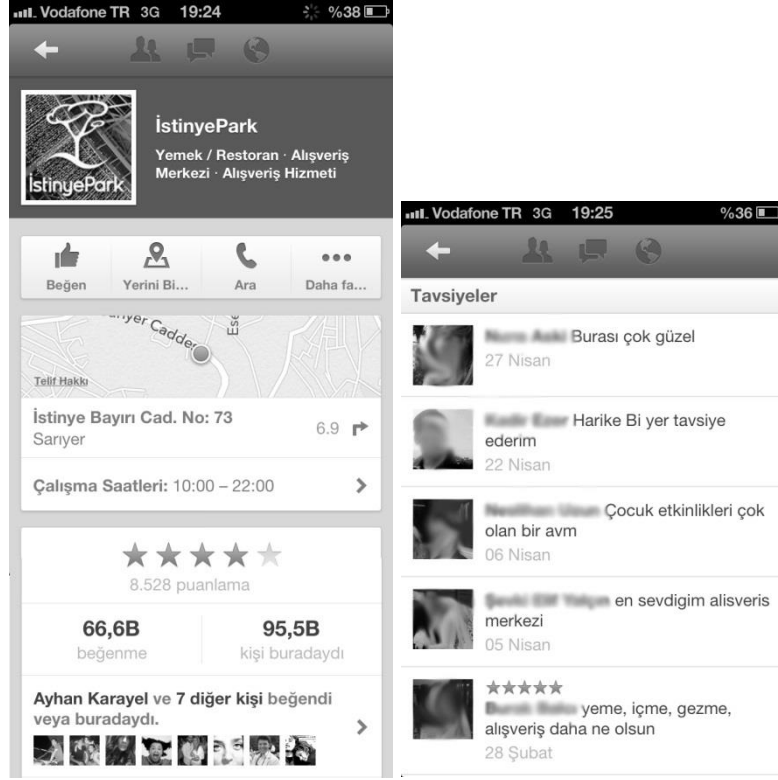 Vodafone TR 3G 19:24 %38
İstinyePark
İstinyePark
Yemek / Restoran · Alışveriş
Merkezi · Alışveriş Hizmeti
Beğen Yerini Bi... Ara Daha fa...
Telif Hakkı
İstinye Bayırı Cad. No: 73
Sarıyer
6.9
Çalışma Saatleri: 10:00 – 22:00
8.528 puanlama
66,6B
beğenme
95,5B
kişi buradaydı
Ayhan Karayel ve 7 diğer kişi beğendi
veya buradaydı.
Vodafone TR 3G 19:25 %36
Tavsiyeler
Burası çok güzel
27 Nisan
Harike Bi yer tavsiye
ederim
22 Nisan
Çocuk etkinlikleri çok
olan bir avm
06 Nisan
en sevdigim alisveris
merkezi
05 Nisan
yeme, içme, gezme,
alışveriş daha ne olsun
28 Şubat